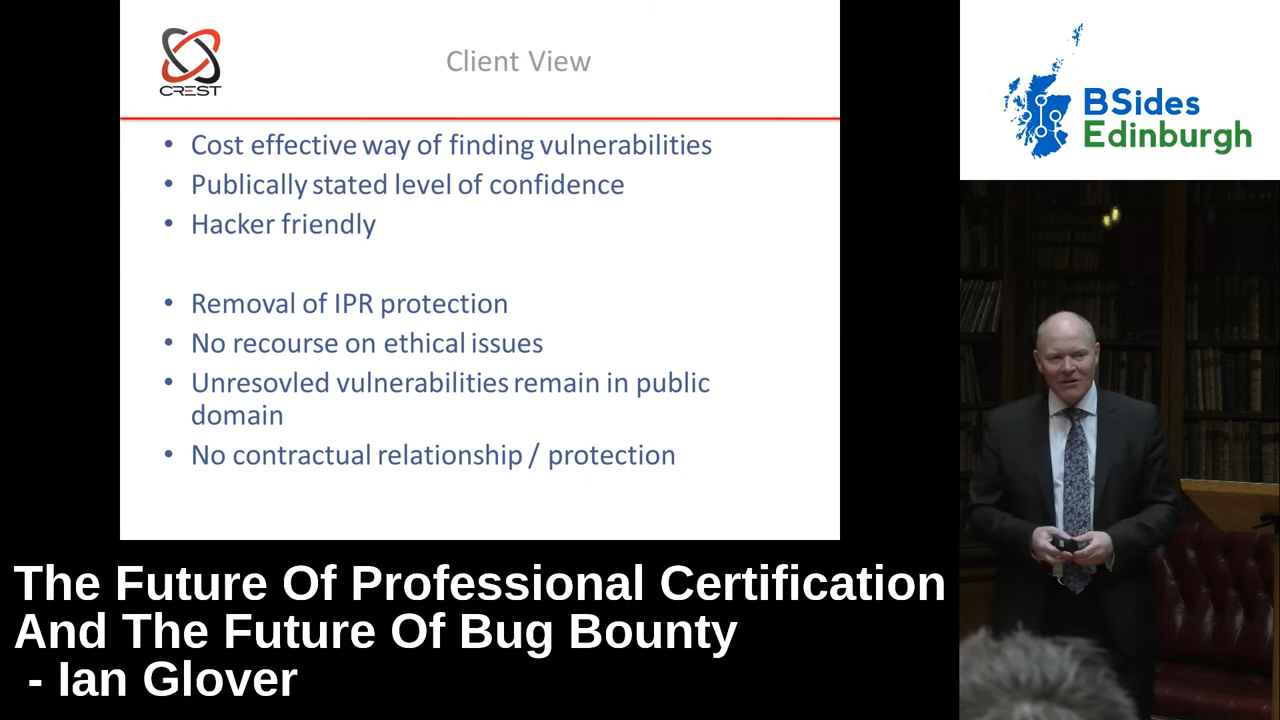 CREST
Client View
• Cost effective way of finding vulnerabilities
• Publically stated level of confidence
• Hacker friendly
• Removal of IPR protection
• No recourse on ethical issues
• Unresovled vulnerabilities remain in public
domain
• No contractual relationship / protection
BSides
Edinburgh
The Future Of Professional Certification
And The Future Of Bug Bounty
- Ian Glover